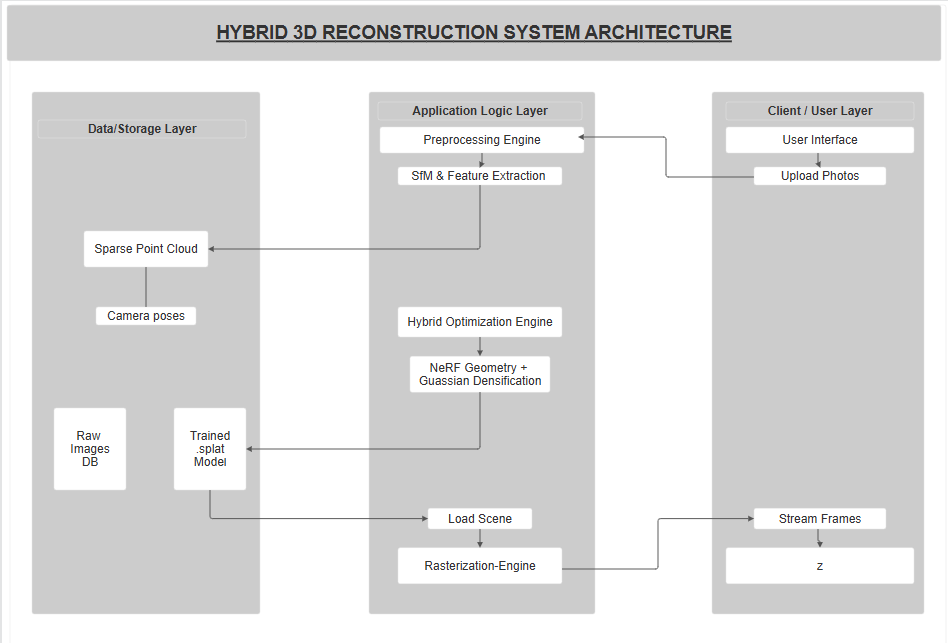 HYBRID 3D RECONSTRUCTION SYSTEM ARCHITECTURE
Data/Storage Layer
Sparse Point Cloud
Camera poses
Raw
Images
DB
Trained
.splat
Model
Application Logic Layer
Preprocessing Engine
SfM & Feature Extraction
Hybrid Optimization Engine
NeRF Geometry +
Guassian Densification
Load Scene
Rasterization-Engine
Client / User Layer
User Interface
Upload Photos
Stream Frames
z